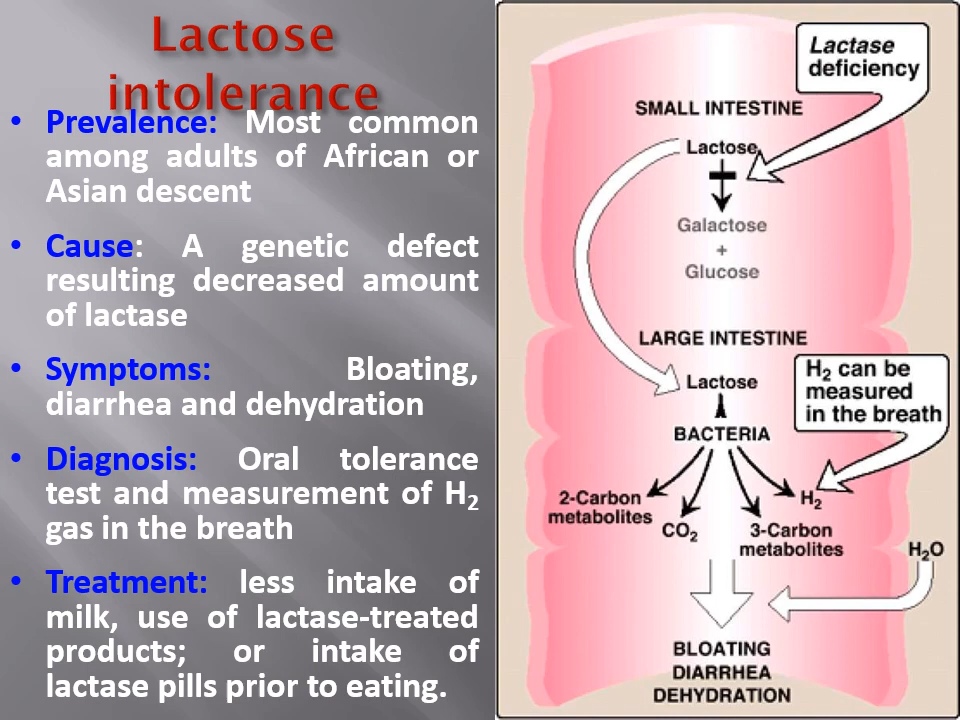 Lactose
intolerance
• Prevalence: Most common
among adults of African or
Asian descent
• Cause: A genetic defect
resulting decreased amount
of lactase
• Symptoms: Bloating,
diarrhea and dehydration
• Diagnosis: Oral tolerance
test and measurement of H₂
gas in the breath
• Treatment: less intake of
milk, use of lactase-treated
products; or intake of
lactase pills prior to eating.
Lactase
deficiency
SMALL INTESTINE
Lactose
Galactose
+
Glucose
LARGE INTESTINE
Lactose
H₂ can be
measured
in the breath
BACTERIA
2-Carbon
metabolites
CO₂
3-Carbon
metabolites
H₂
H₂O
BLOATING
DIARRHEA
DEHYDRATION